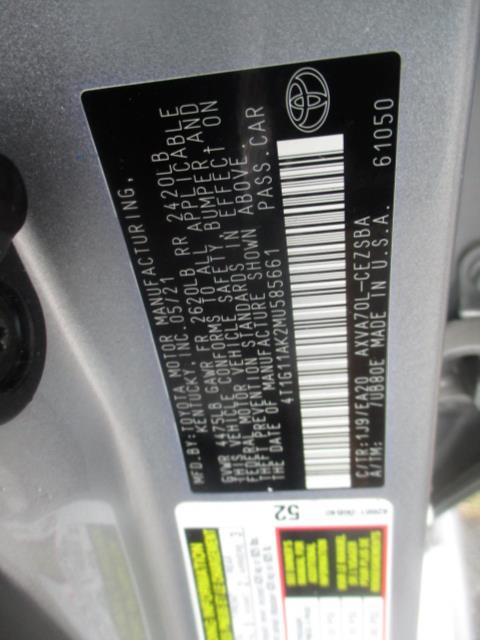 MFD.BY:TOYOTA MOTOR MANUFACTURING,
KENTUCKY, INC. 05/21
GVWR 4475LB GAWR FR 2620LB RR 2420LB
THIS VEHICLE CONFORMS TO ALL APPLICABLE
FEDERAL MOTOR VEHICLE SAFETY, BUMPER, AND
THEFT PREVENTION STANDARDS IN EFFECT ON
THE DATE OF MANUFACTURE SHOWN ABOVE.
4T1G11AK2MU585661 PASS.CAR
C/TR:1J9/EA20 AXVA70L-CEZSBA
A/TM: 70B80E MADE IN U.S.A. 61050
52